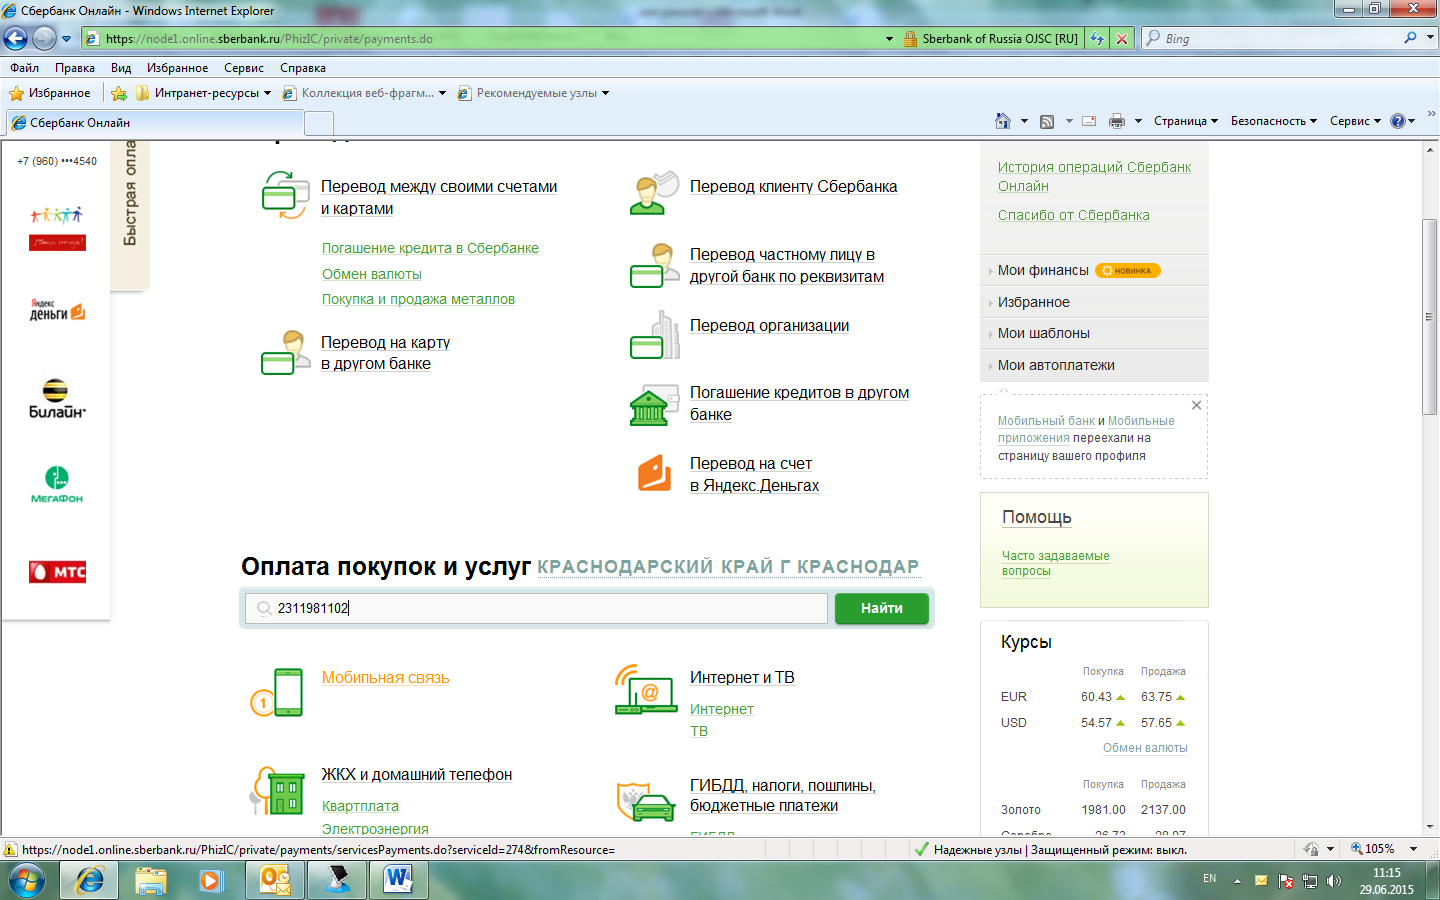 Сбербанк Онлайн - Windows Internet Explorer
https://node1.online.sberbank.ru/PhizIC/private/payments.do
Sberbank of Russia OJSC [RU]
Bing
Файл Правка Вид Избранное Сервис Справка
Избранное Интранет-ресурсы Коллекция веб-фрагм... Рекомендуемые узлы
Сбербанк Онлайн
Страница Безопасность Сервис
+7 (960) •••4540
Яндекс
деньги
Билайн
МЕГАФОН
МТС
Быстрая опла
Перевод между своими счетами
и картами
Погашение кредита в Сбербанке
Обмен валюты
Покупка и продажа металлов
Перевод на карту
в другом банке
Перевод клиенту Сбербанка
Перевод частному лицу в
другой банк по реквизитам
Перевод организации
Погашение кредитов в другом
банке
Перевод на счет
в Яндекс.Деньгах
Оплата покупок и услуг КРАСНОДАРСКИЙ КРАЙ Г КРАСНОДАР
2311981102
Найти
Мобильная связь
1
Интернет и ТВ
Интернет
ТВ
ЖКХ и домашний телефон
Квартплата
Электроэнергия
ГИБДД, налоги, пошлины,
бюджетные платежи
ГИБДД
История операций Сбербанк
Онлайн
Спасибо от Сбербанка
Мои финансы НОВИНКА
Избранное
Мои шаблоны
Мои автоплатежи
Мобильный банк и Мобильные
приложения переехали на
страницу вашего профиля
Помощь
Часто задаваемые
вопросы
Курсы
Покупка Продажа
EUR 60.43 63.75
USD 54.57 57.65
Обмен валюты
Покупка Продажа
Золото 1981.00 2137.00
Серебро 26.73 28.97
https://node1.online.sberbank.ru/PhizIC/private/payments/servicesPayments.do?serviceId=274&fromResource=
Надежные узлы | Защищенный режим: выкл.
105%
EN
11:15
29.06.2015